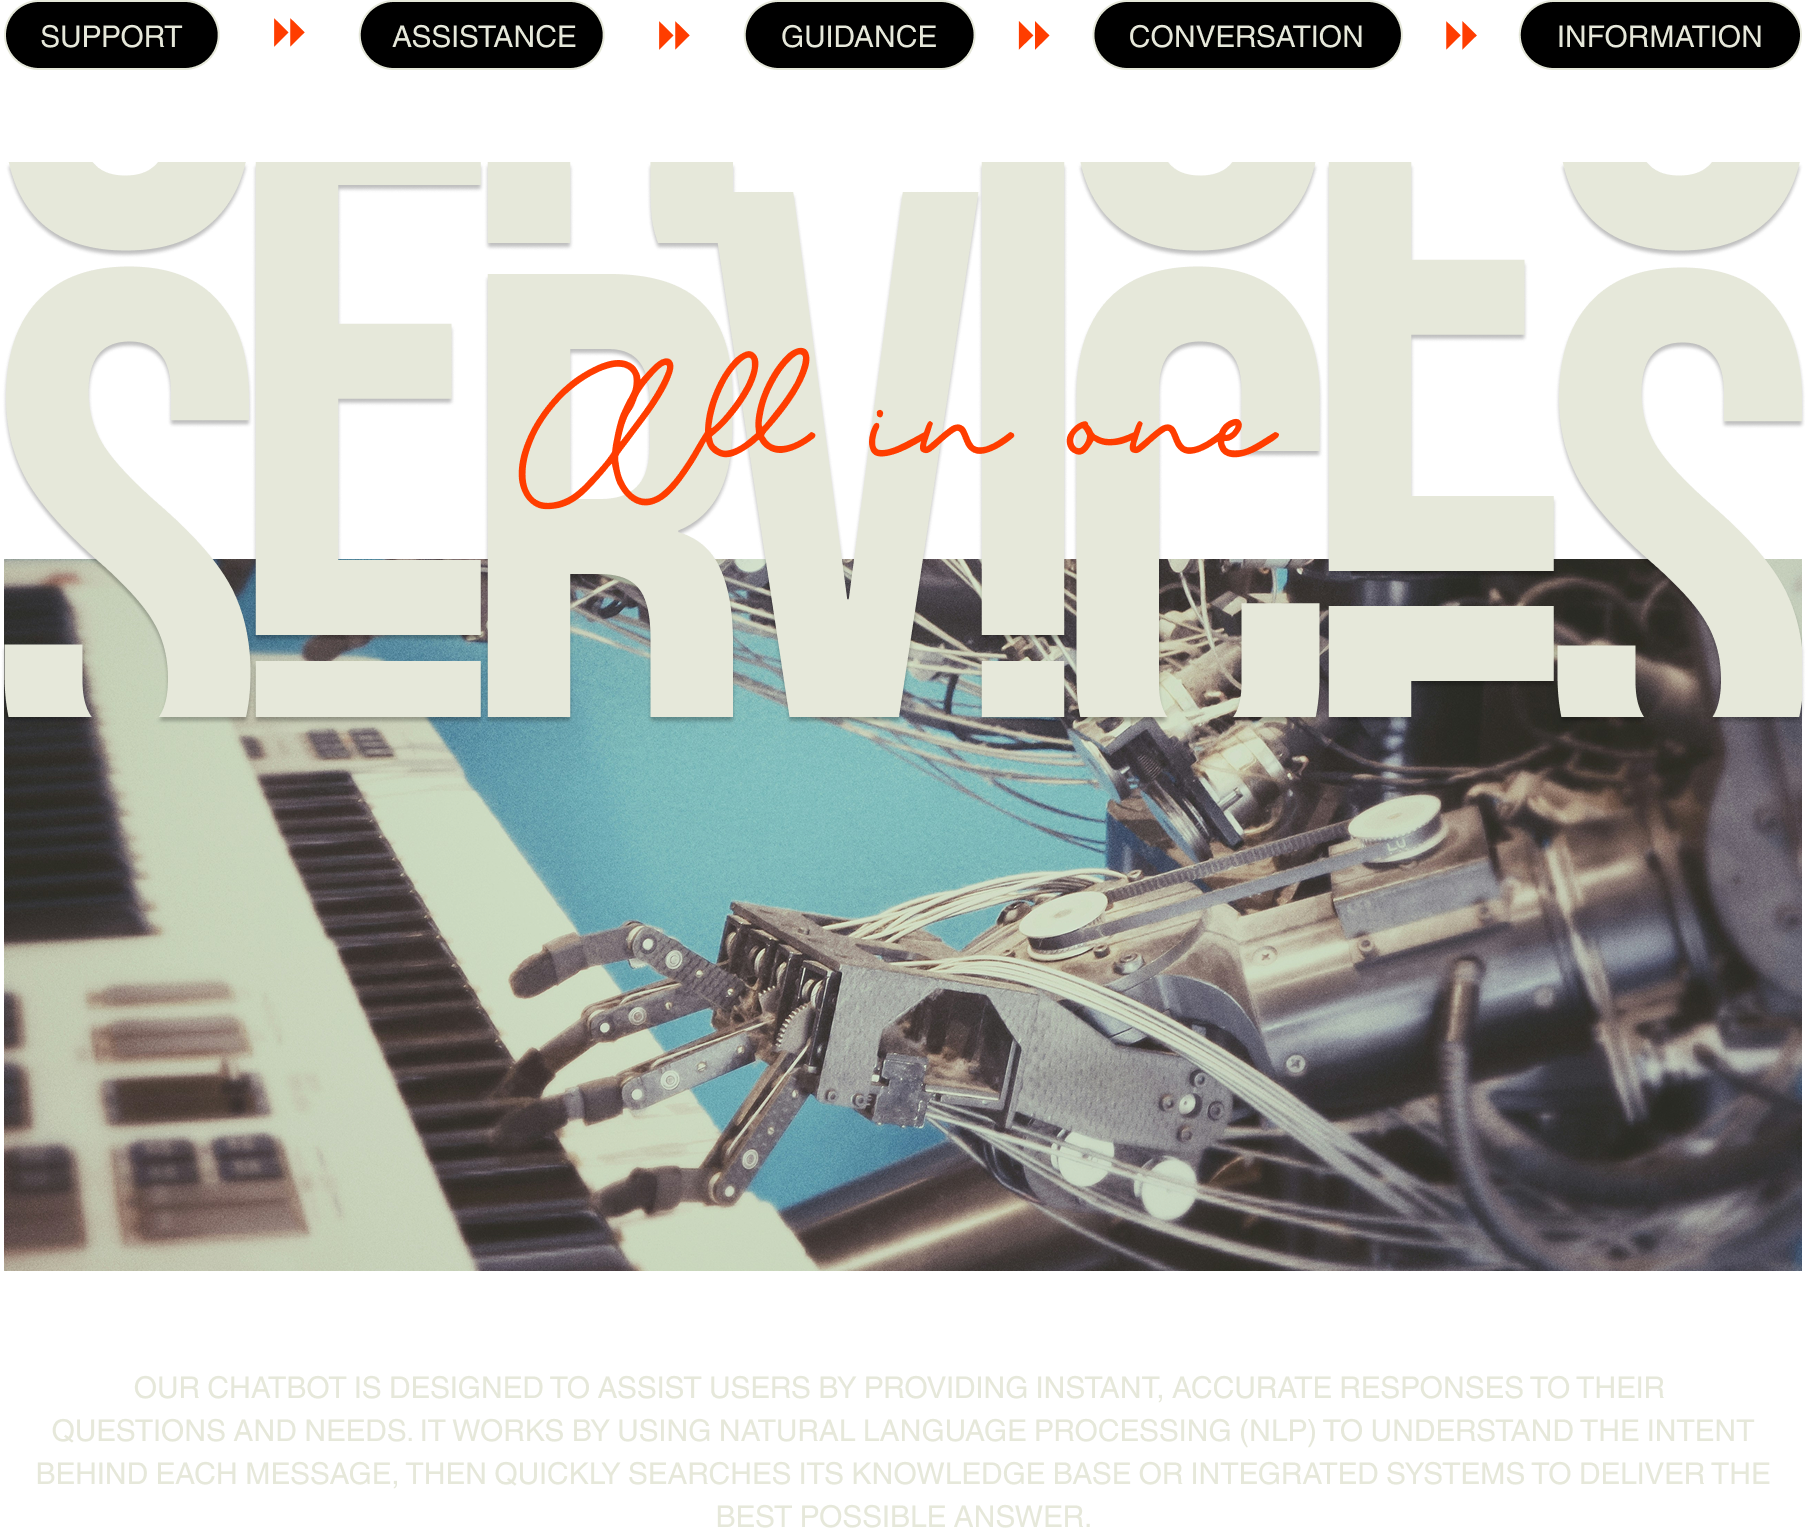 SUPPORT ASSISTANCE GUIDANCE CONVERSATION INFORMATION
SERVICES
All in one
OUR CHATBOT IS DESIGNED TO ASSIST USERS BY PROVIDING INSTANT, ACCURATE RESPONSES TO THEIR
QUESTIONS AND NEEDS. IT WORKS BY USING NATURAL LANGUAGE PROCESSING (NLP) TO UNDERSTAND THE INTENT
BEHIND EACH MESSAGE, THEN QUICKLY SEARCHES ITS KNOWLEDGE BASE OR INTEGRATED SYSTEMS TO DELIVER THE
BEST POSSIBLE ANSWER.